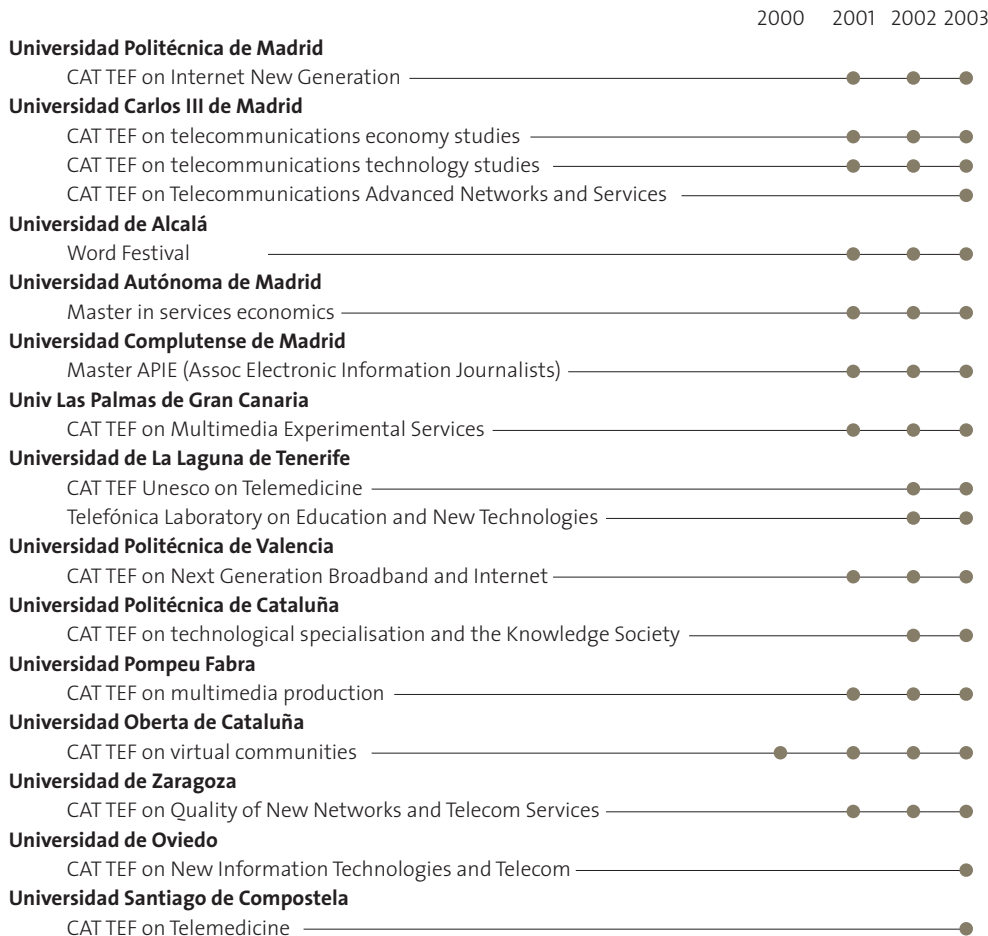 2000 2001 2002 2003
Universidad Politécnica de Madrid
CAT TEF on Internet New Generation
Universidad Carlos III de Madrid
CAT TEF on telecommunications economy studies
CAT TEF on telecommunications technology studies
CAT TEF on Telecommunications Advanced Networks and Services
Universidad de Alcalá
Word Festival
Universidad Autónoma de Madrid
Master in services economics
Universidad Complutense de Madrid
Master APIE (Assoc Electronic Information Journalists)
Univ Las Palmas de Gran Canaria
CAT TEF on Multimedia Experimental Services
Universidad de La Laguna de Tenerife
CAT TEF Unesco on Telemedicine
Telefónica Laboratory on Education and New Technologies
Universidad Politécnica de Valencia
CAT TEF on Next Generation Broadband and Internet
Universidad Politécnica de Cataluña
CAT TEF on technological specialisation and the Knowledge Society
Universidad Pompeu Fabra
CAT TEF on multimedia production
Universidad Oberta de Cataluña
CAT TEF on virtual communities
Universidad de Zaragoza
CAT TEF on Quality of New Networks and Telecom Services
Universidad de Oviedo
CAT TEF on New Information Technologies and Telecom
Universidad Santiago de Compostela
CAT TEF on Telemedicine